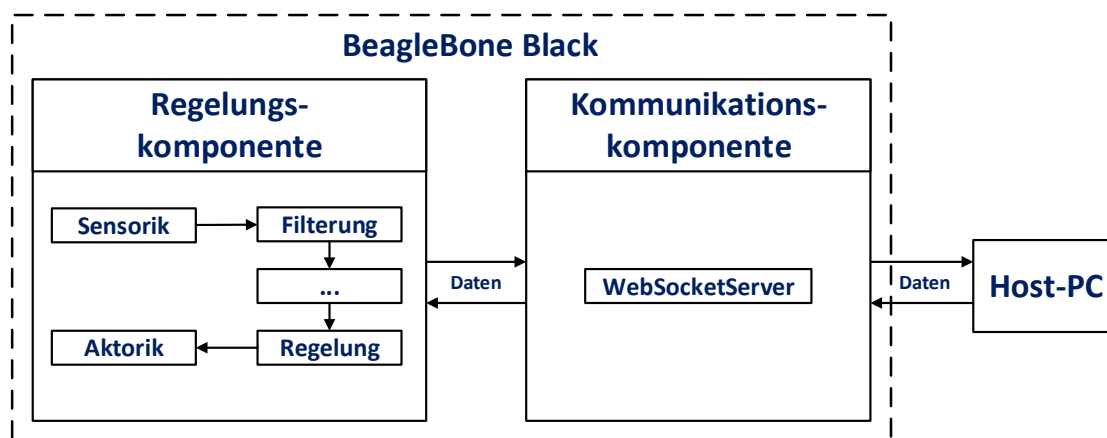 BeagleBone Black
Regelungs-
komponente
Sensorik
Filterung
...
Aktorik
Regelung
Daten
Kommunikations-
komponente
WebSocketServer
Daten
Host-PC